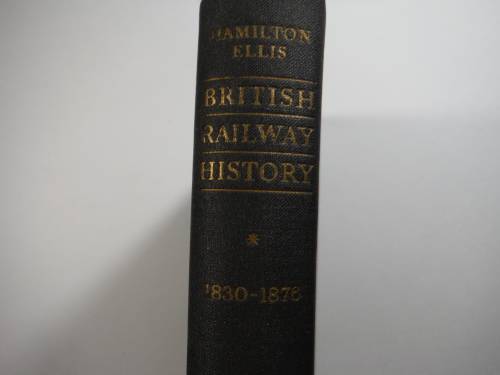 HAMILTON
ELLIS
BRITISH
RAILWAY
HISTORY
*
1830-1876